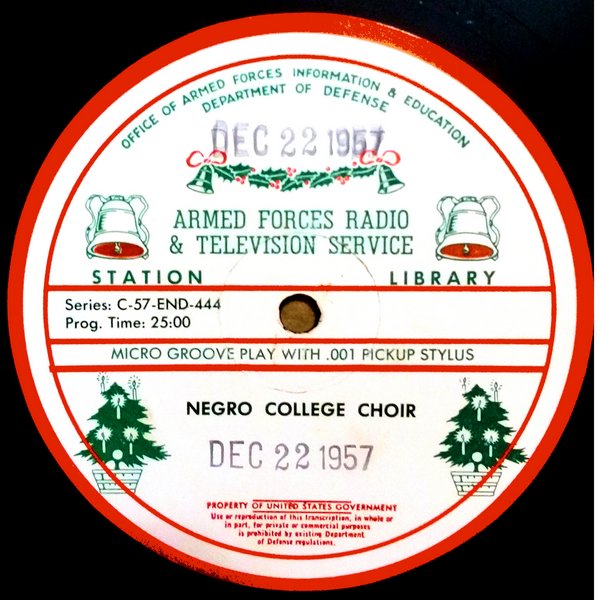 OFFICE OF ARMED FORCES INFORMATION & EDUCATION
DEPARTMENT OF DEFENSE
DEC 22 1957
ARMED FORCES RADIO
& TELEVISION SERVICE
STATION LIBRARY
Series: C-57-END-444
Prog. Time: 25:00
MICRO GROOVE PLAY WITH .001 PICKUP STYLUS
NEGRO COLLEGE CHOIR
DEC 22 1957
PROPERTY OF UNITED STATES GOVERNMENT
Use or reproduction of this transcription, in whole or
in part, for private or commercial purposes
is prohibited by existing Department
of Defense regulations.